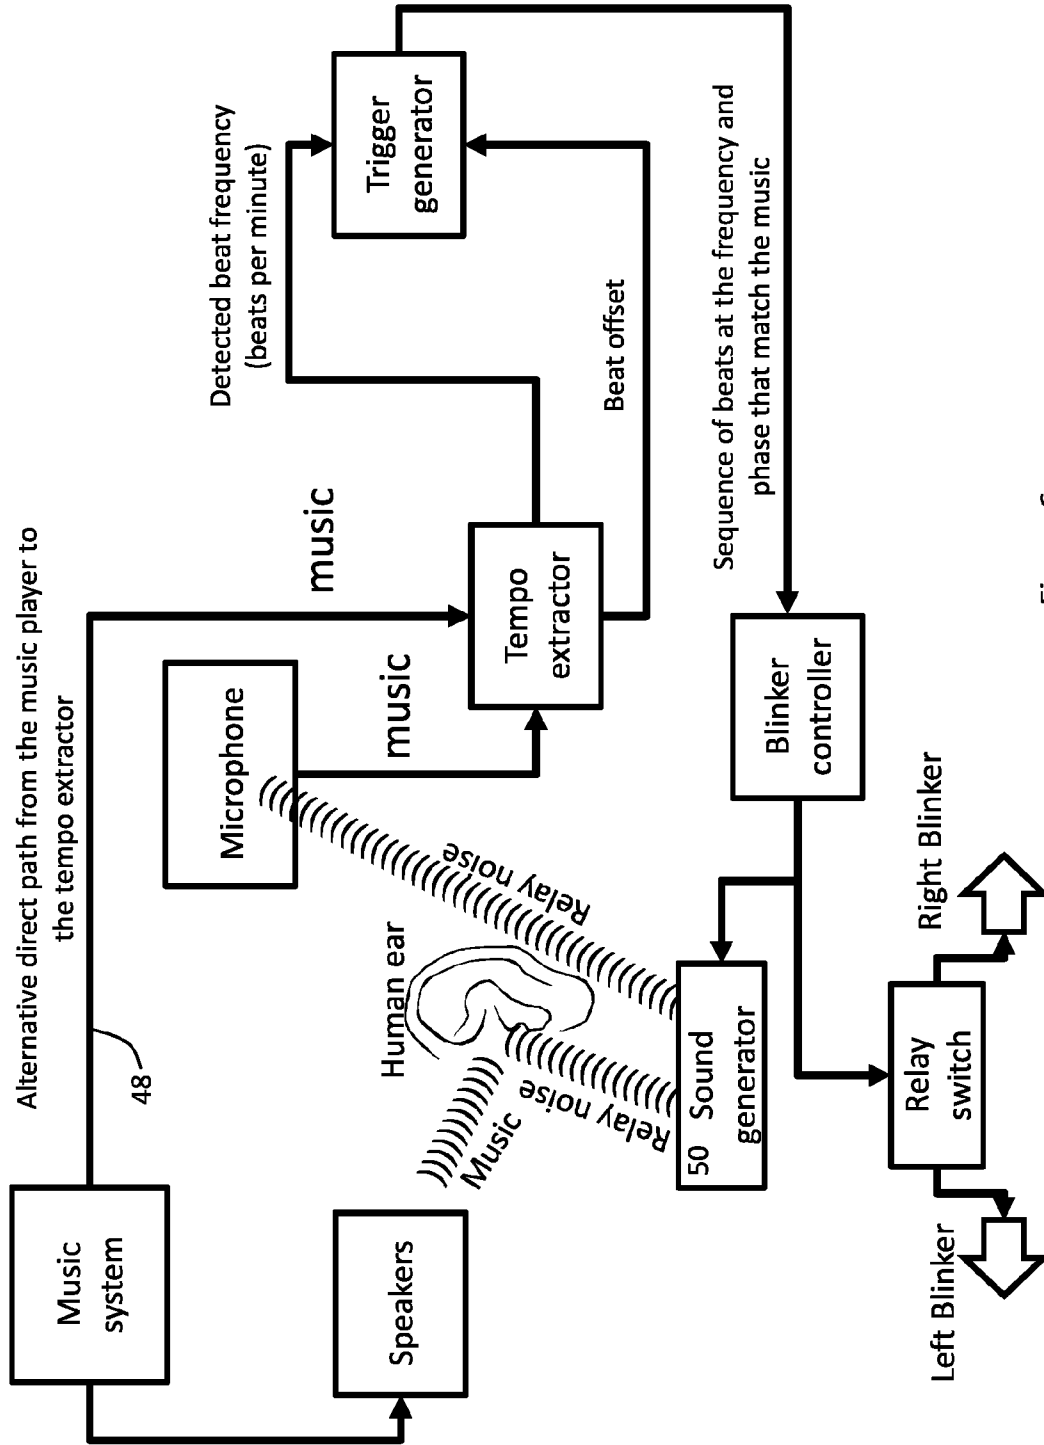 Alternative direct path from the music player to
the tempo extractor
48
Music
system
Speakers
Music
Human ear
Relay noise
Relay noise
Microphone
music
music
Tempo
extractor
Detected beat frequency
(beats per minute)
Beat offset
Trigger
generator
Sequence of beats at the frequency and
phase that match the music
Blinker
controller
50 Sound
generator
Relay
switch
Left Blinker
Right Blinker